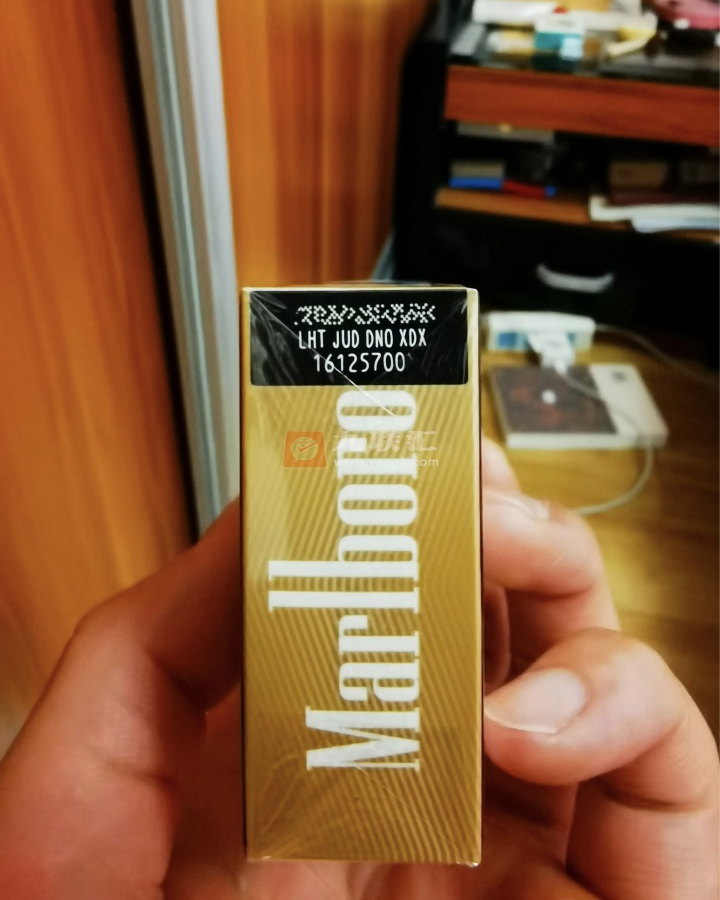 LHT JUD DNO XDX
16125700
Marlboro